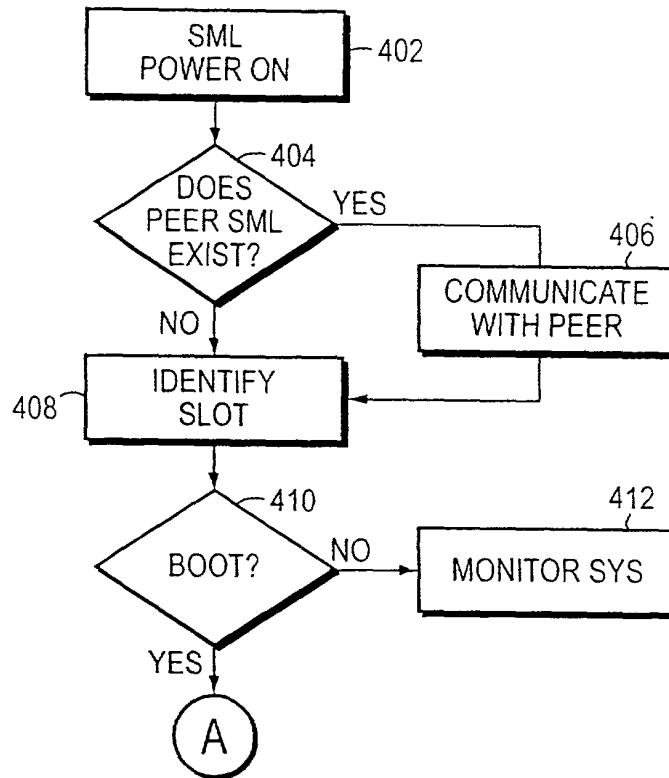 SML
POWER ON
402
404
DOES
PEER SML
EXIST?
YES
406
COMMUNICATE
WITH PEER
NO
408
IDENTIFY
SLOT
410
BOOT?
NO
412
MONITOR SYS
YES
A